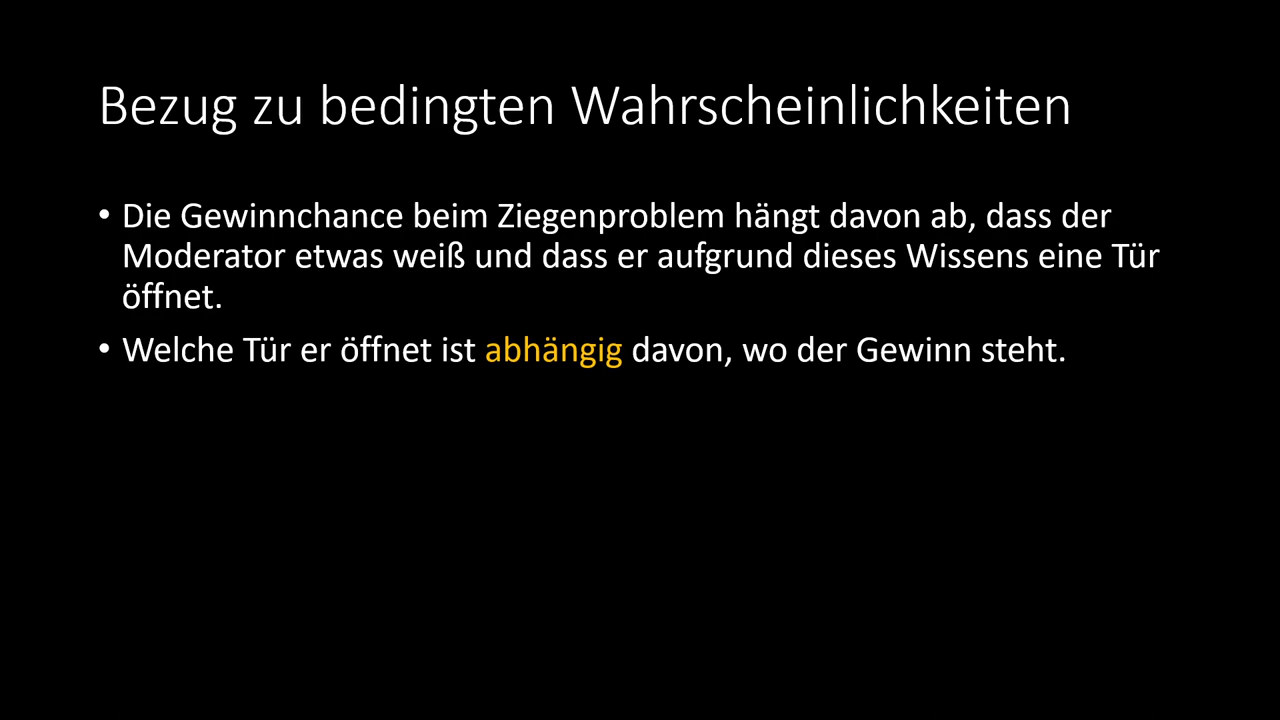 Bezug zu bedingten Wahrscheinlichkeiten
• Die Gewinnchance beim Ziegenproblem hängt davon ab, dass der
Moderator etwas weiß und dass er aufgrund dieses Wissens eine Tür
öffnet.
• Welche Tür er öffnet ist abhängig davon, wo der Gewinn steht.